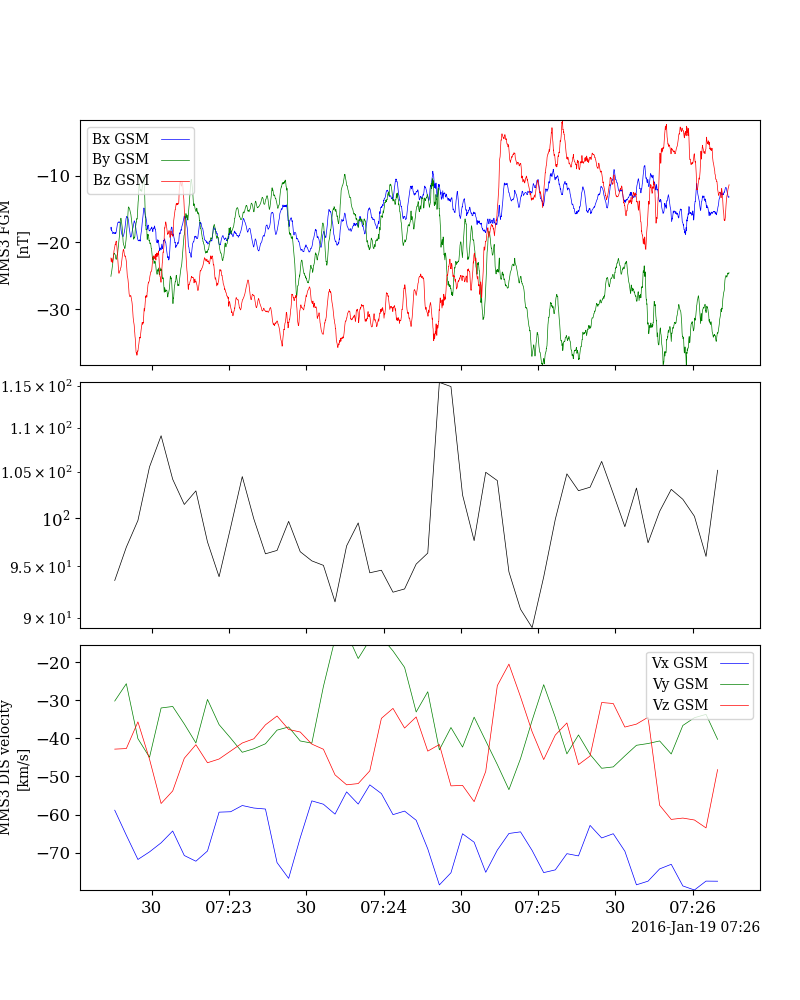 MMS3 FGM
[nT]
Bx GSM
By GSM
Bz GSM
−10
−20
−30
1.15 × 10²
1.1 × 10²
1.05 × 10²
10²
9.5 × 10¹
9 × 10¹
MMS3 DIS velocity
[km/s]
Vx GSM
Vy GSM
Vz GSM
−20
−30
−40
−50
−60
−70
30 07:23 30 07:24 30 07:25 30 07:26
2016-Jan-19 07:26